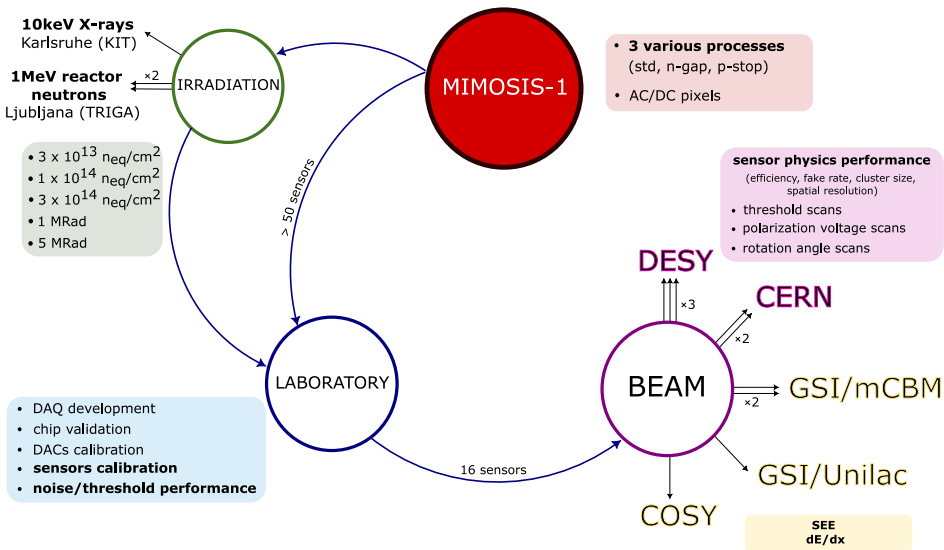 10keV X-rays
Karlsruhe (KIT)
1MeV reactor
neutrons
Ljubljana (TRIGA)
×2
IRRADIATION
MIMOSIS-1
• 3 various processes
(std, n-gap, p-stop)
• AC/DC pixels
• 3 x 10^13 n_eq/cm^2
• 1 x 10^14 n_eq/cm^2
• 3 x 10^14 n_eq/cm^2
• 1 MRad
• 5 MRad
> 50 sensors
sensor physics performance
(efficiency, fake rate, cluster size,
spatial resolution)
• threshold scans
• polarization voltage scans
• rotation angle scans
DESY
×3
CERN
×2
LABORATORY
BEAM
GSI/mCBM
×2
• DAQ development
• chip validation
• DACs calibration
• sensors calibration
• noise/threshold performance
16 sensors
GSI/Unilac
COSY
SEE
dE/dx